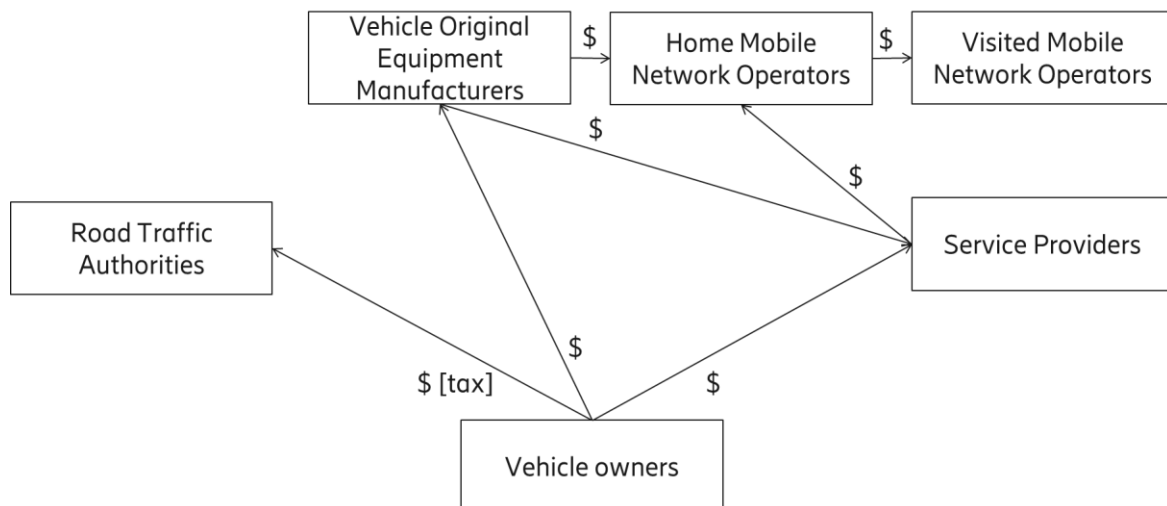 Vehicle Original
Equipment
Manufacturers
$
Home Mobile
Network Operators
$
Visited Mobile
Network Operators
$
$
Road Traffic
Authorities
Service Providers
$
$ [tax]
$
Vehicle owners